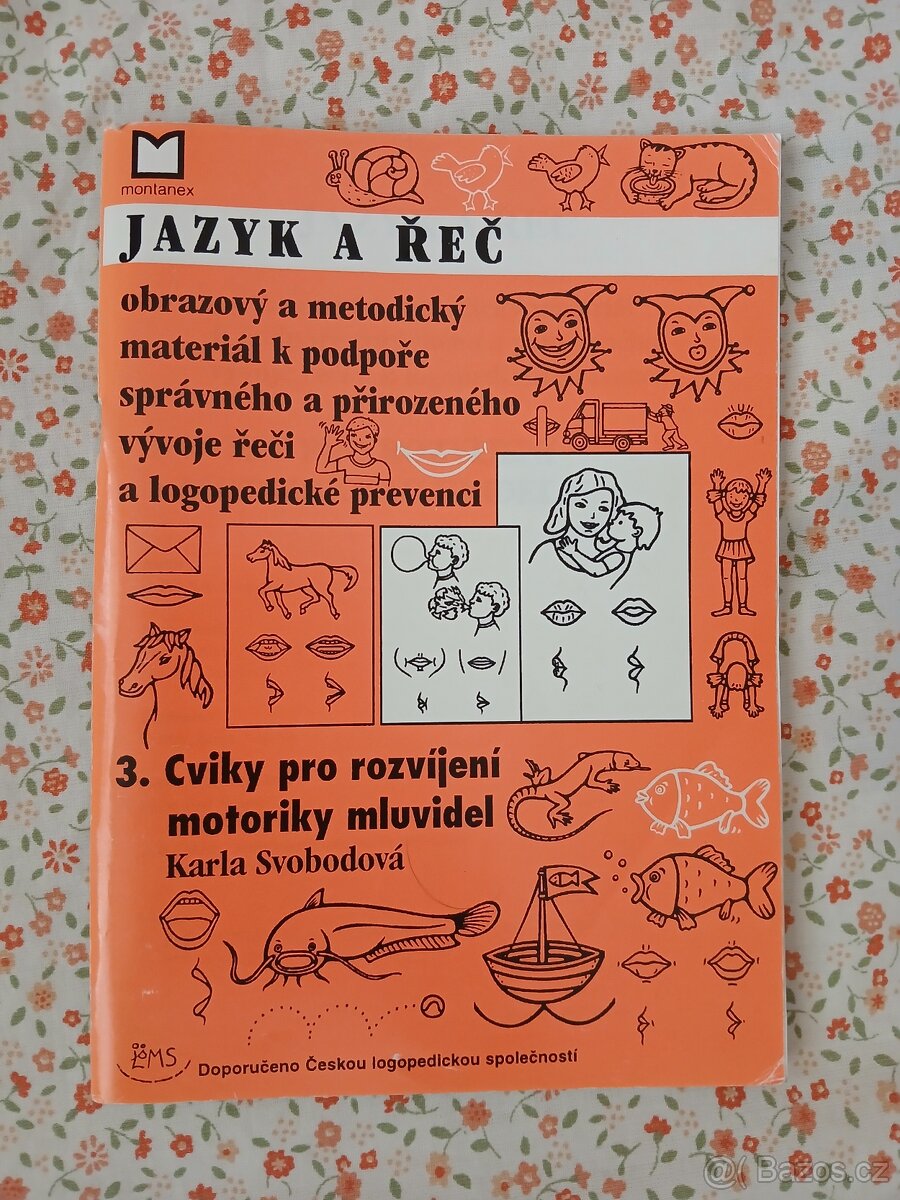 montanex
JAZYK A ŘEČ
obrazový a metodický
materiál k podpoře
správného a přirozeného
vývoje řeči
a logopedické prevenci
3. Cviky pro rozvíjení
motoriky mluvidel
Karla Svobodová
Doporučeno Českou logopedickou společností
Bazos.cz